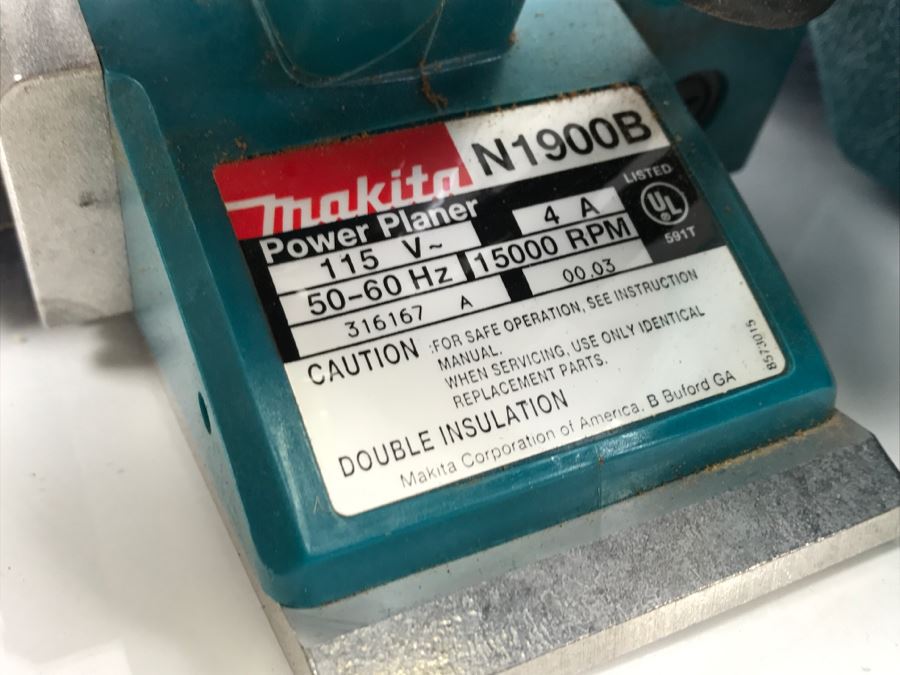 makita N1900B
Power Planer
LISTED
UL
591T
115 V~ 4 A
50-60 Hz 15000 RPM
316167 A 00.03
CAUTION :FOR SAFE OPERATION, SEE INSTRUCTION
MANUAL.
WHEN SERVICING, USE ONLY IDENTICAL
REPLACEMENT PARTS.
DOUBLE INSULATION
Makita Corporation of America. B Buford GA
8573015